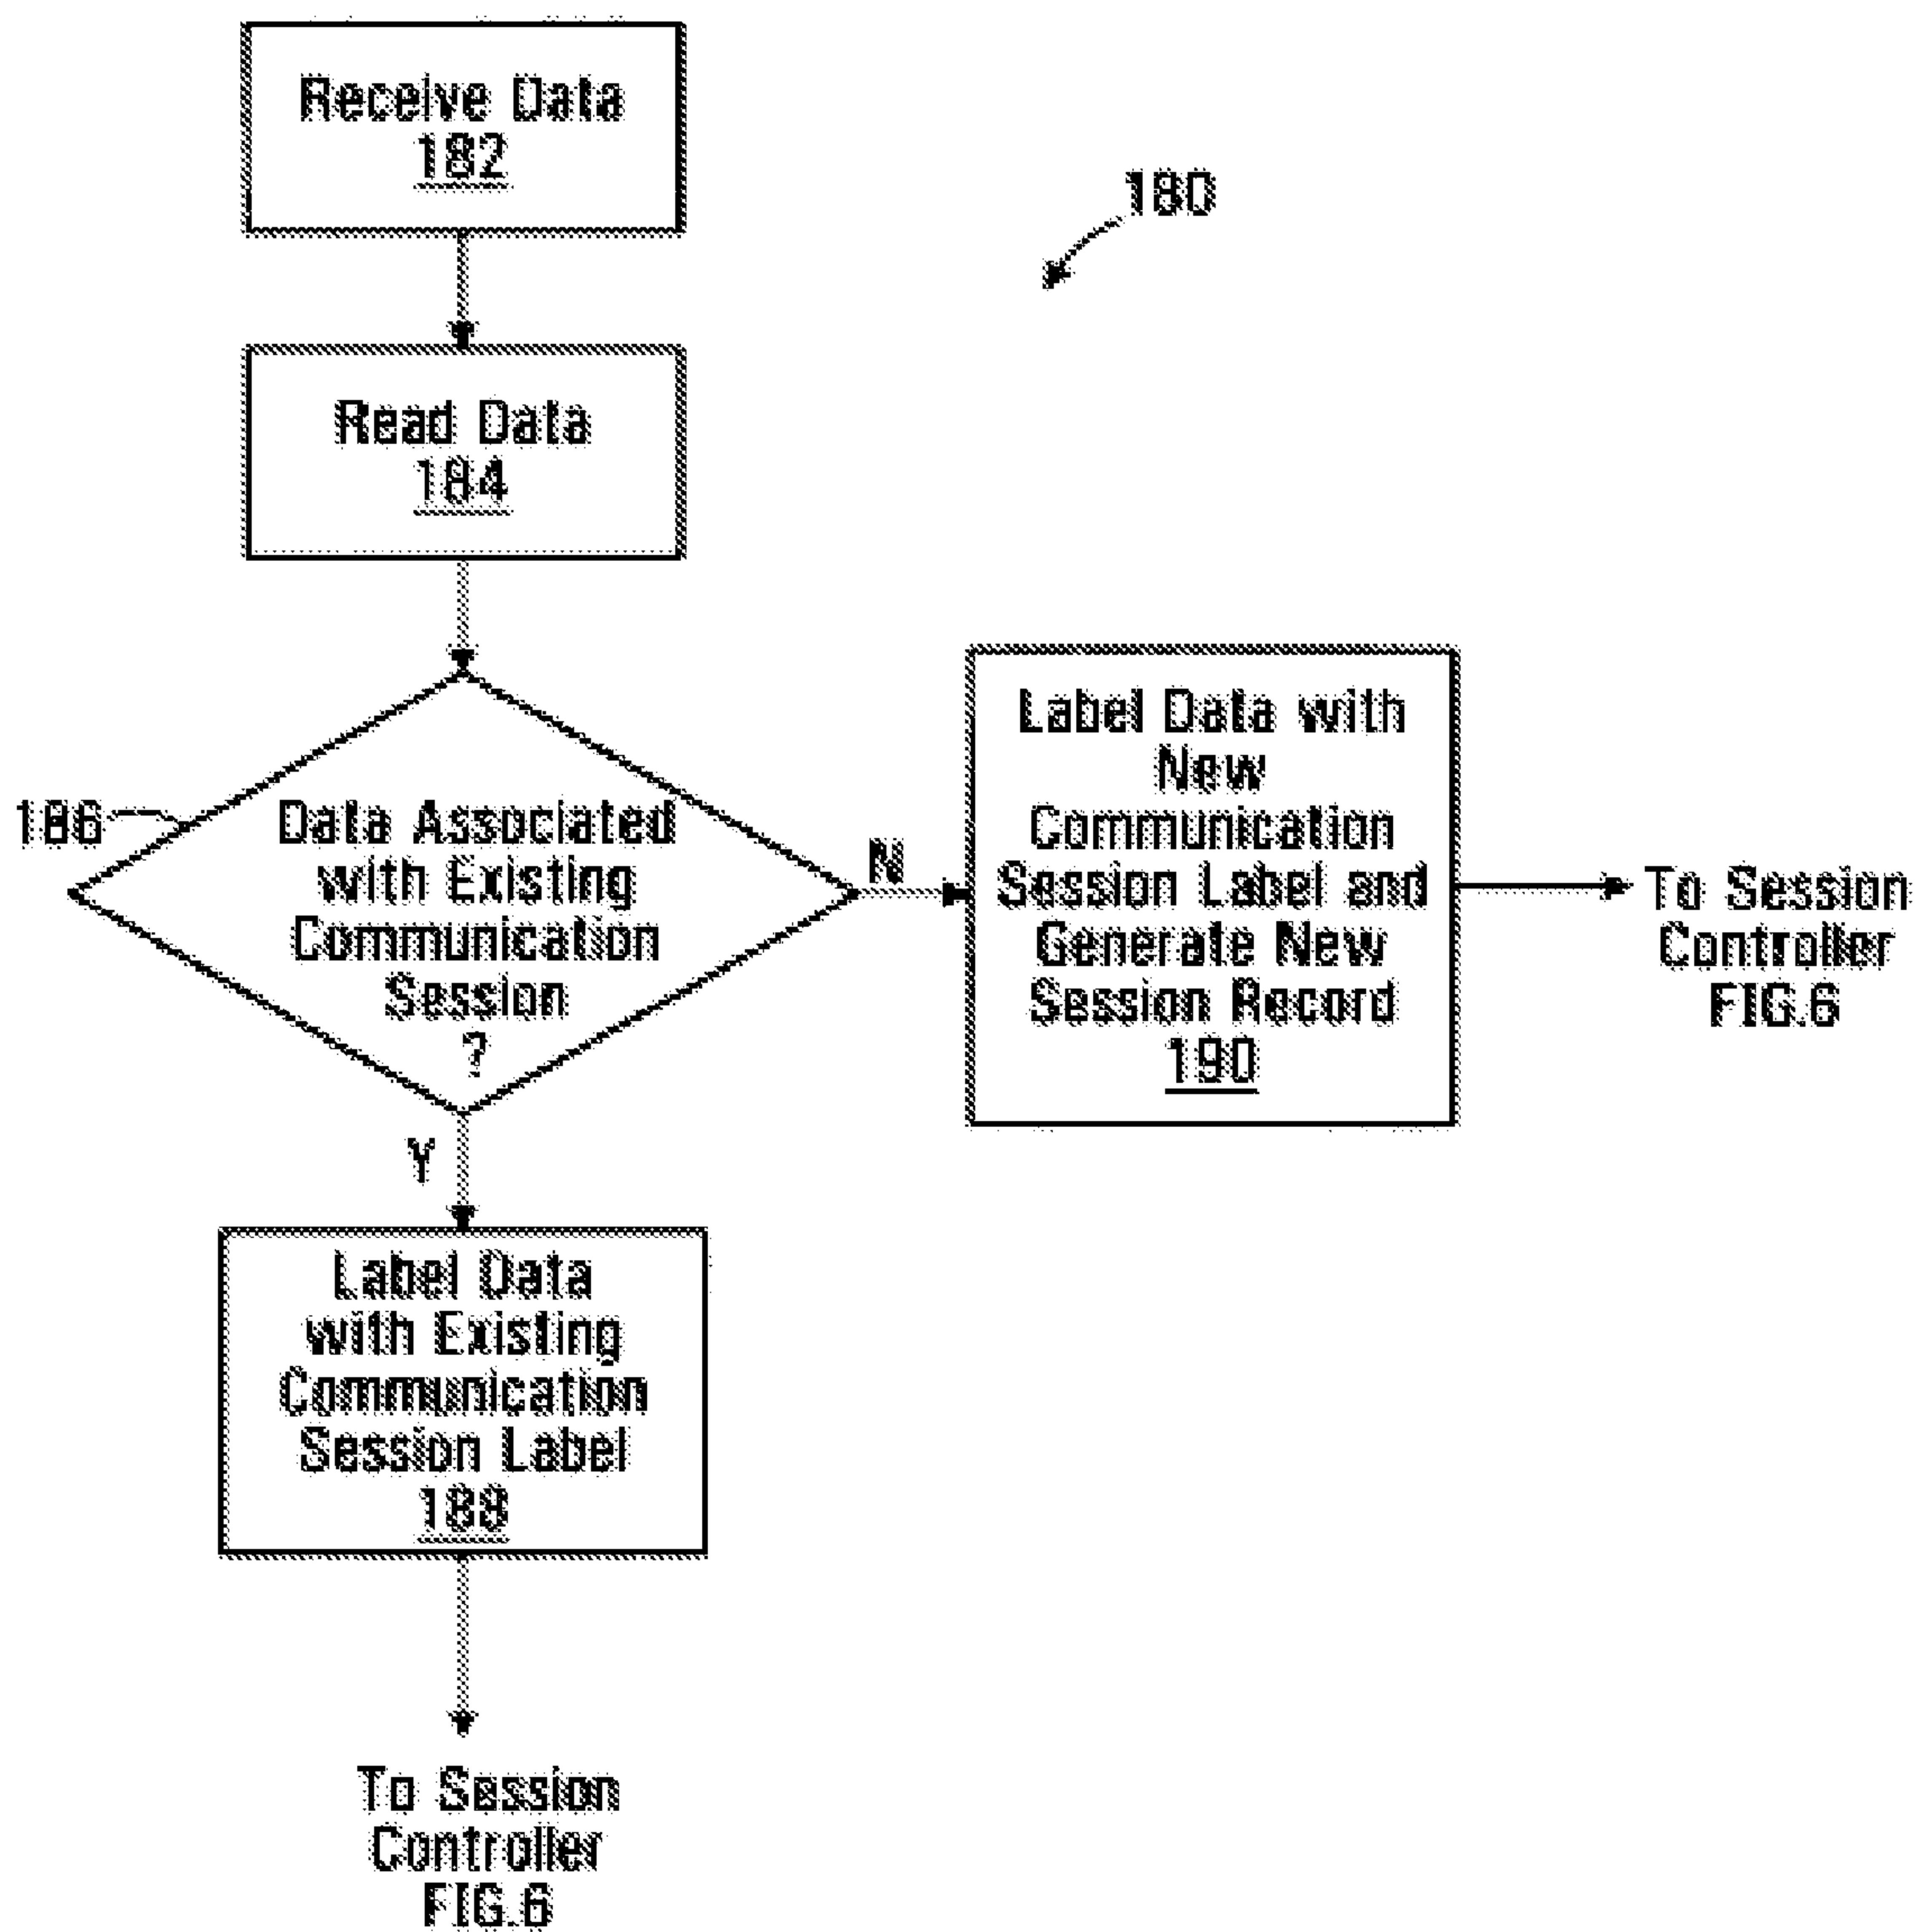 Receive Data
182
180
Read Data
184
186
Data Associated
with Existing
Communication
Session
?
N
Y
Label Data with
New
Communication
Session Label and
Generate New
Session Record
190
To Session
Controller
FIG.6
Label Data
with Existing
Communication
Session Label
188
To Session
Controller
FIG.6